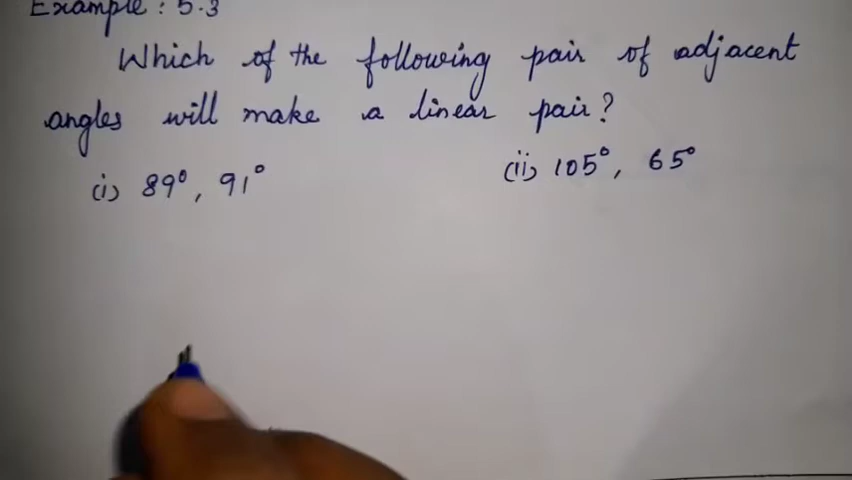 Example : 5.3
Which of the following pair of adjacent
angles will make a linear pair?
(i) 89°, 91° (ii) 105°, 65°